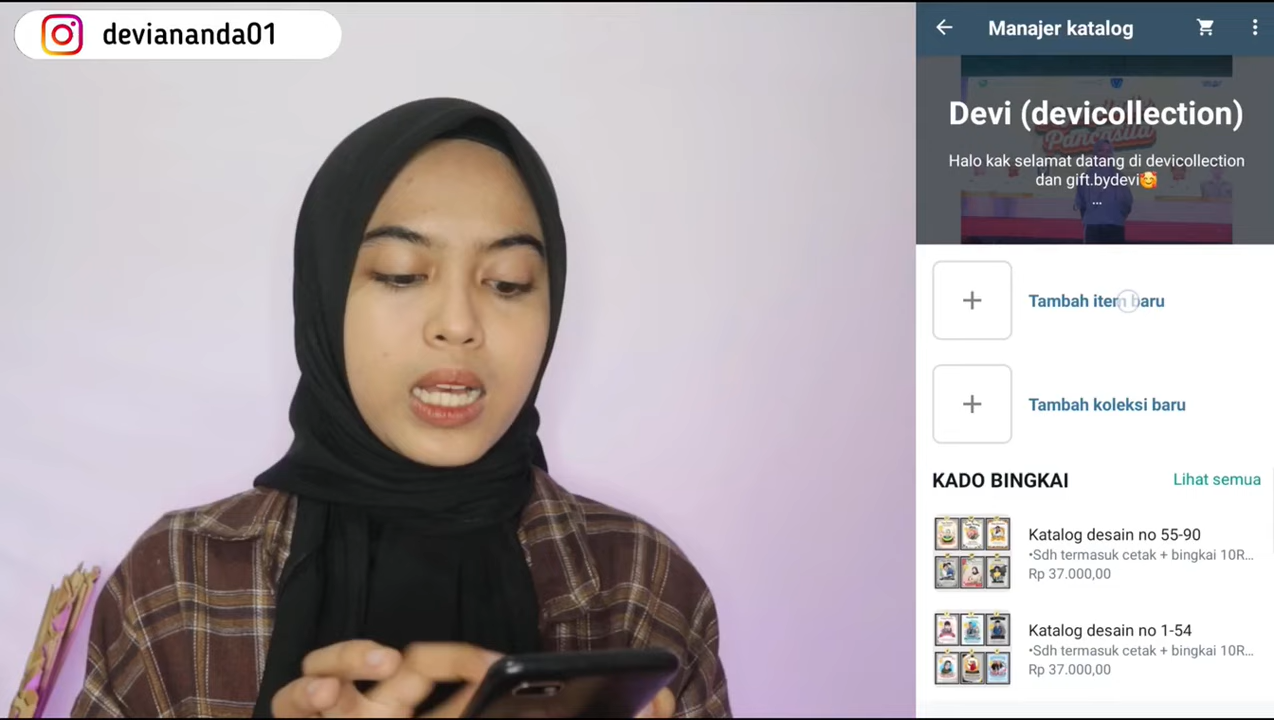 deviananda01
Manajer katalog
Devi (devicollection)
Halo kak selamat datang di devicollection
dan gift.bydevi🥰
...
Tambah item baru
Tambah koleksi baru
KADO BINGKAI
Lihat semua
Katalog desain no 55-90
•Sdh termasuk cetak + bingkai 10R...
Rp 37.000,00
Katalog desain no 1-54
•Sdh termasuk cetak + bingkai 10R...
Rp 37.000,00